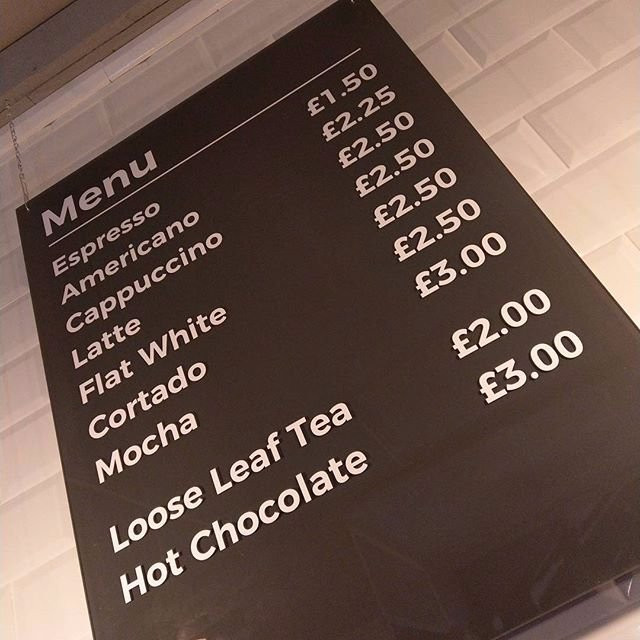 Menu
Espresso £1.50
Americano £2.25
Cappuccino £2.50
Latte £2.50
Flat White £2.50
Cortado £2.50
Mocha £3.00
Loose Leaf Tea £2.00
Hot Chocolate £3.00